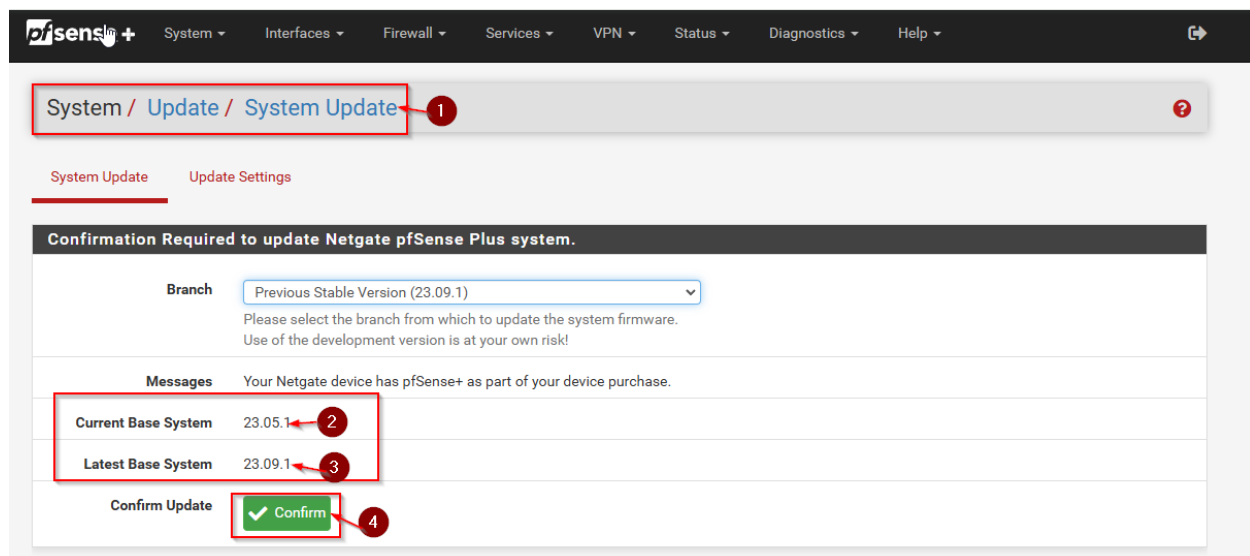 pfsense +
System
Interfaces
Firewall
Services
VPN
Status
Diagnostics
Help
System / Update / System Update
1
?
System Update
Update Settings
Confirmation Required to update Netgate pfSense Plus system.
Branch
Previous Stable Version (23.09.1)
Please select the branch from which to update the system firmware.
Use of the development version is at your own risk!
Messages
Your Netgate device has pfSense+ as part of your device purchase.
Current Base System
23.05.1
2
Latest Base System
23.09.1
3
Confirm Update
Confirm
4